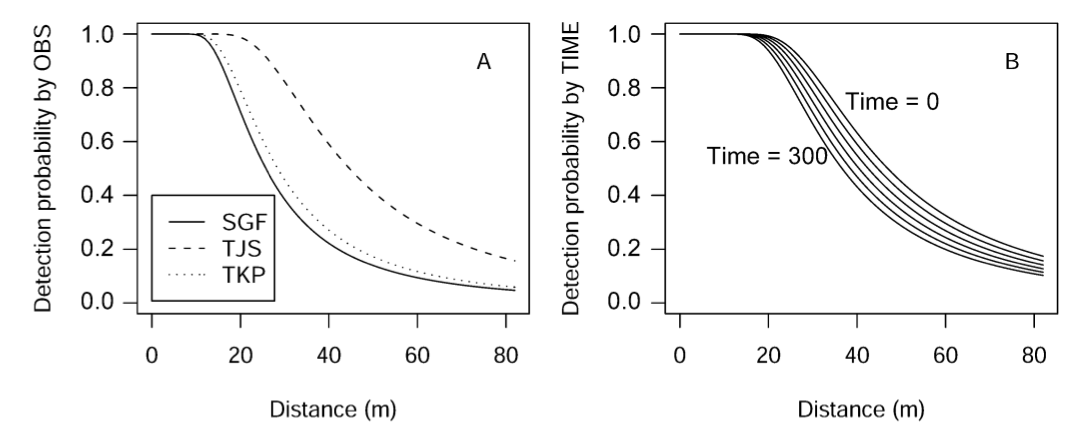 Detection probability by OBS
1.0
0.8
0.6
0.4
0.2
0.0
A
SGF
TJS
TKP
0 20 40 60 80
Distance (m)
Detection probability by TIME
1.0
0.8
0.6
0.4
0.2
0.0
B
Time = 0
Time = 300
0 20 40 60 80
Distance (m)